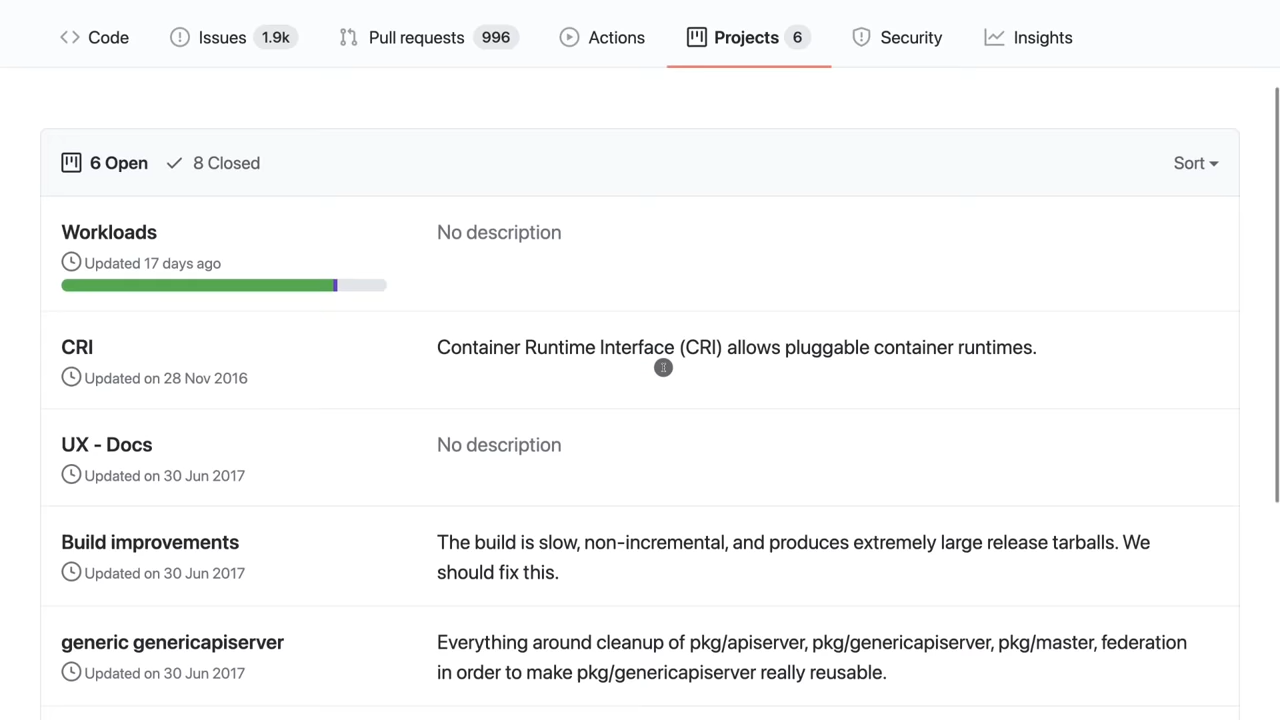 Code Issues 1.9k Pull requests 996 Actions Projects 6 Security Insights
6 Open 8 Closed Sort
Workloads No description
Updated 17 days ago
CRI Container Runtime Interface (CRI) allows pluggable container runtimes.
Updated on 28 Nov 2016
UX - Docs No description
Updated on 30 Jun 2017
Build improvements The build is slow, non-incremental, and produces extremely large release tarballs. We
Updated on 30 Jun 2017 should fix this.
generic genericapiserver Everything around cleanup of pkg/apiserver, pkg/genericapiserver, pkg/master, federation
Updated on 30 Jun 2017 in order to make pkg/genericapiserver really reusable.